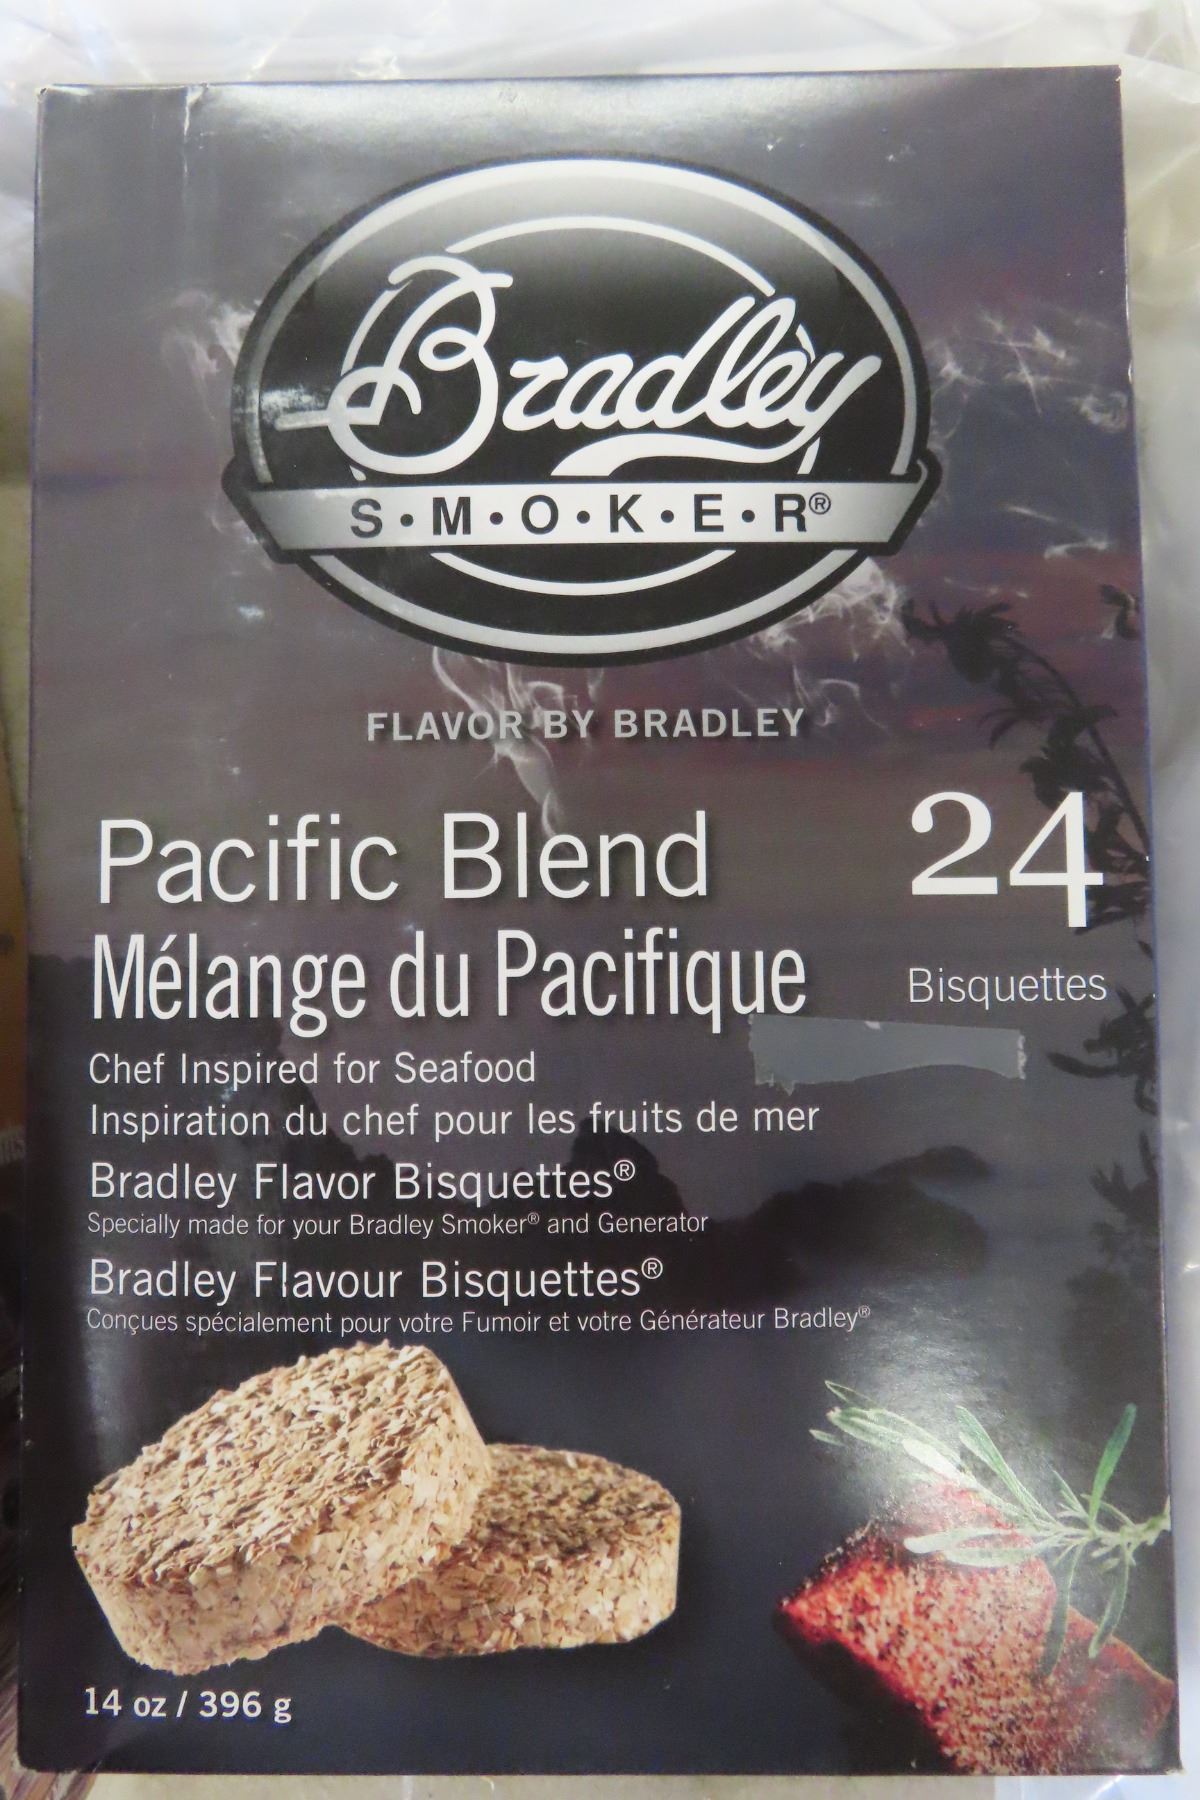 Bradley
S•M•O•K•E•R®
FLAVOR BY BRADLEY
Pacific Blend
24
Mélange du Pacifique
Bisquettes
Chef Inspired for Seafood
Inspiration du chef pour les fruits de mer
Bradley Flavor Bisquettes®
Specially made for your Bradley Smoker® and Generator
Bradley Flavour Bisquettes®
Conçues spécialement pour votre Fumoir et votre Générateur Bradley®
14 oz / 396 g